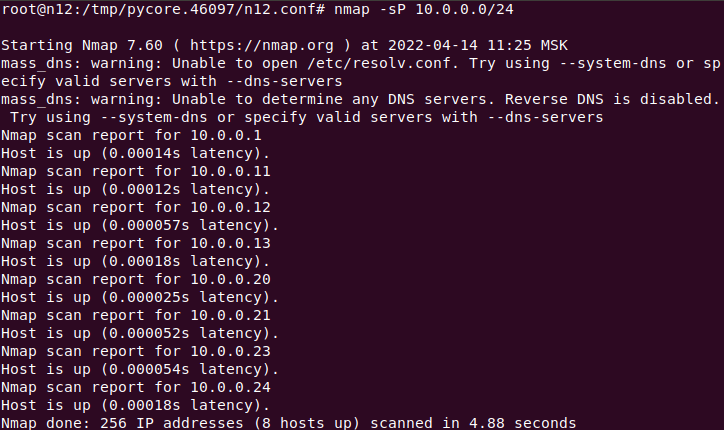 root@n12:/tmp/pycore.46097/n12.conf# nmap -sP 10.0.0.0/24
Starting Nmap 7.60 ( https://nmap.org ) at 2022-04-14 11:25 MSK
mass_dns: warning: Unable to open /etc/resolv.conf. Try using --system-dns or sp
ecify valid servers with --dns-servers
mass_dns: warning: Unable to determine any DNS servers. Reverse DNS is disabled.
 Try using --system-dns or specify valid servers with --dns-servers
Nmap scan report for 10.0.0.1
Host is up (0.00014s latency).
Nmap scan report for 10.0.0.11
Host is up (0.00012s latency).
Nmap scan report for 10.0.0.12
Host is up (0.000057s latency).
Nmap scan report for 10.0.0.13
Host is up (0.00018s latency).
Nmap scan report for 10.0.0.20
Host is up (0.000025s latency).
Nmap scan report for 10.0.0.21
Host is up (0.000052s latency).
Nmap scan report for 10.0.0.23
Host is up (0.000054s latency).
Nmap scan report for 10.0.0.24
Host is up (0.00018s latency).
Nmap done: 256 IP addresses (8 hosts up) scanned in 4.88 seconds